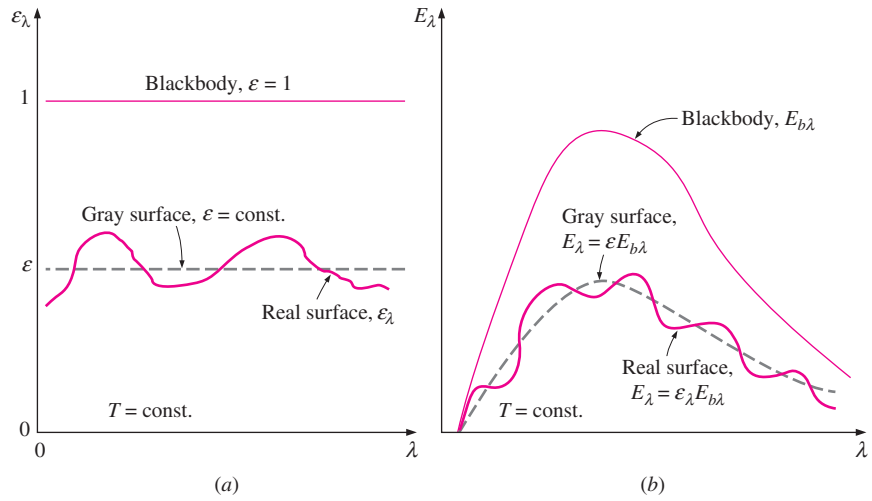 ε_λ
1
Blackbody, ε = 1
Gray surface, ε = const.
ε
Real surface, ε_λ
T = const.
0
0
λ
(a)
E_λ
Blackbody, E_bλ
Gray surface,
E_λ = εE_bλ
Real surface,
E_λ = ε_λE_bλ
T = const.
λ
(b)